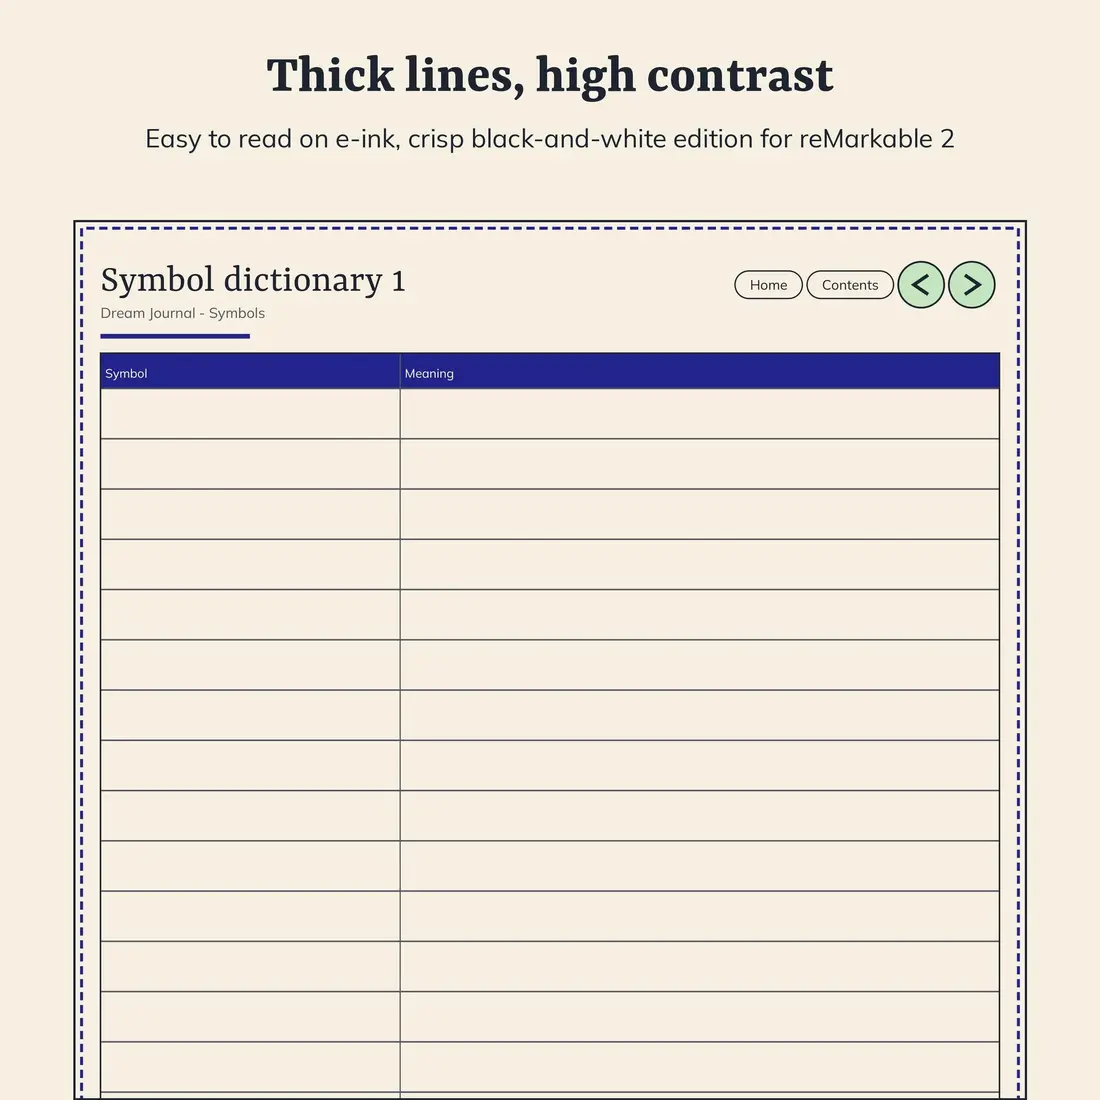 Thick lines, high contrast
Easy to read on e-ink, crisp black-and-white edition for reMarkable 2
Symbol dictionary 1
Dream Journal - Symbols
Home
Contents
Symbol
Meaning